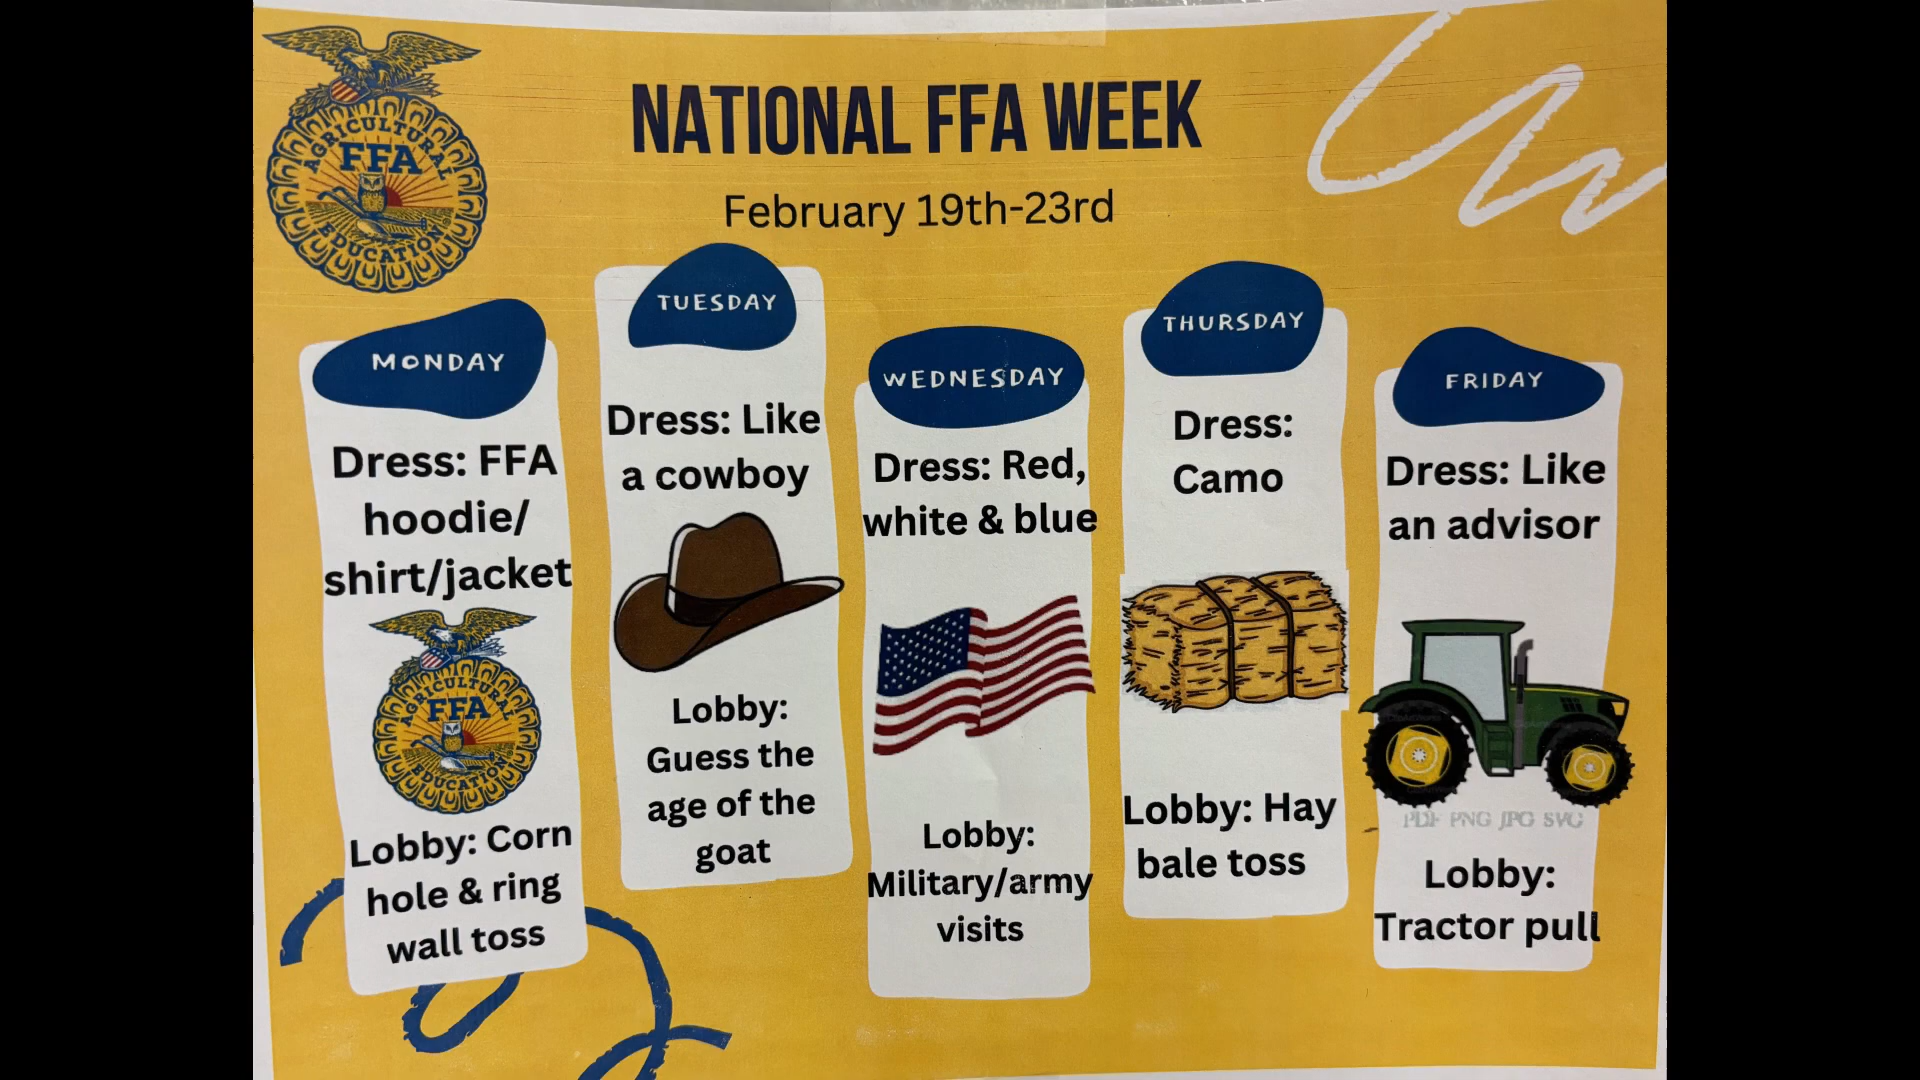 AGRICULTURAL
FFA
EDUCATION
NATIONAL FFA WEEK
February 19th-23rd
MONDAY
Dress: FFA
hoodie/
shirt/jacket
AGRICULTURAL
FFA
EDUCATION
Lobby: Corn
hole & ring
wall toss
TUESDAY
Dress: Like
a cowboy
Lobby:
Guess the
age of the
goat
WEDNESDAY
Dress: Red,
white & blue
Lobby:
Military/army
visits
THURSDAY
Dress:
Camo
Lobby: Hay
bale toss
FRIDAY
Dress: Like
an advisor
PDF PNG JPG SVG
Lobby:
Tractor pull